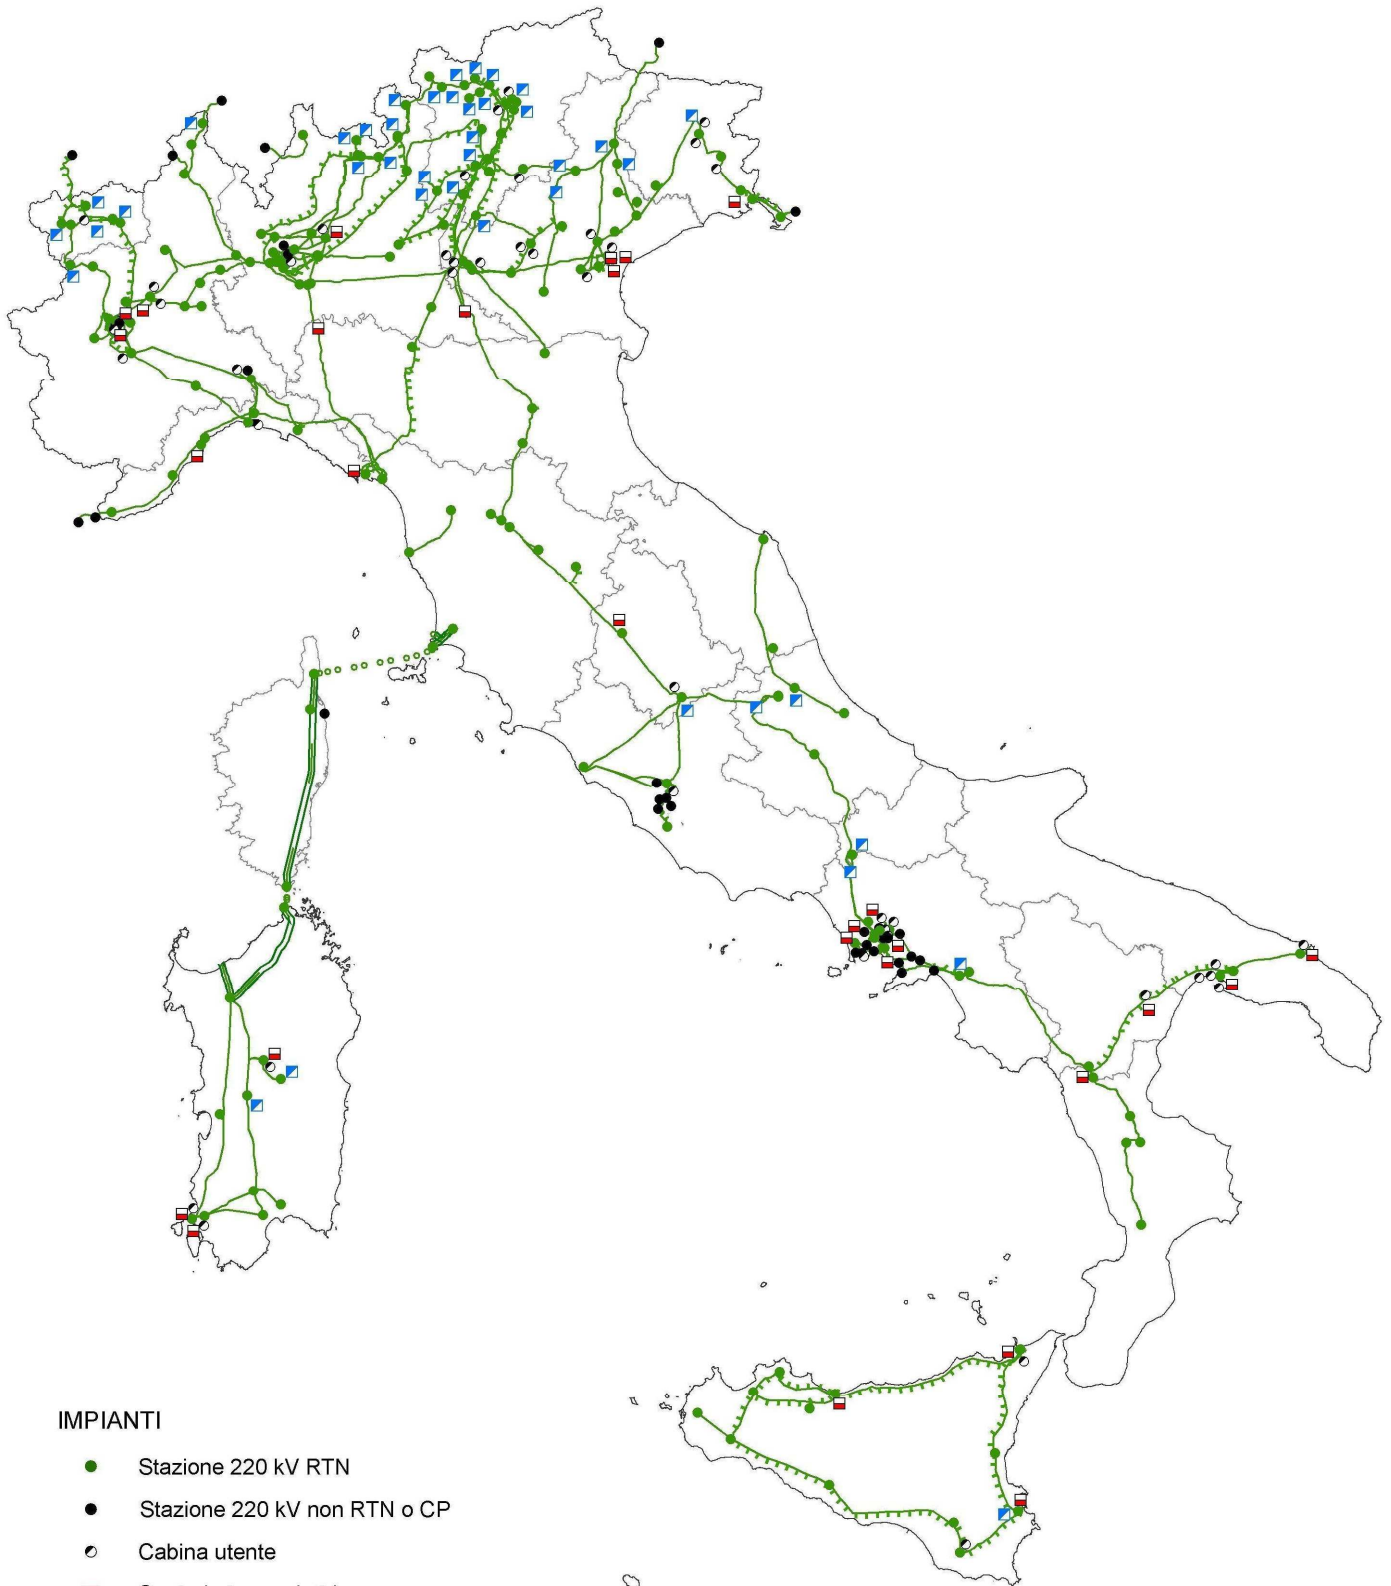 IMPIANTI
Stazione 220 kV RTN
Stazione 220 kV non RTN o CP
Cabina utente